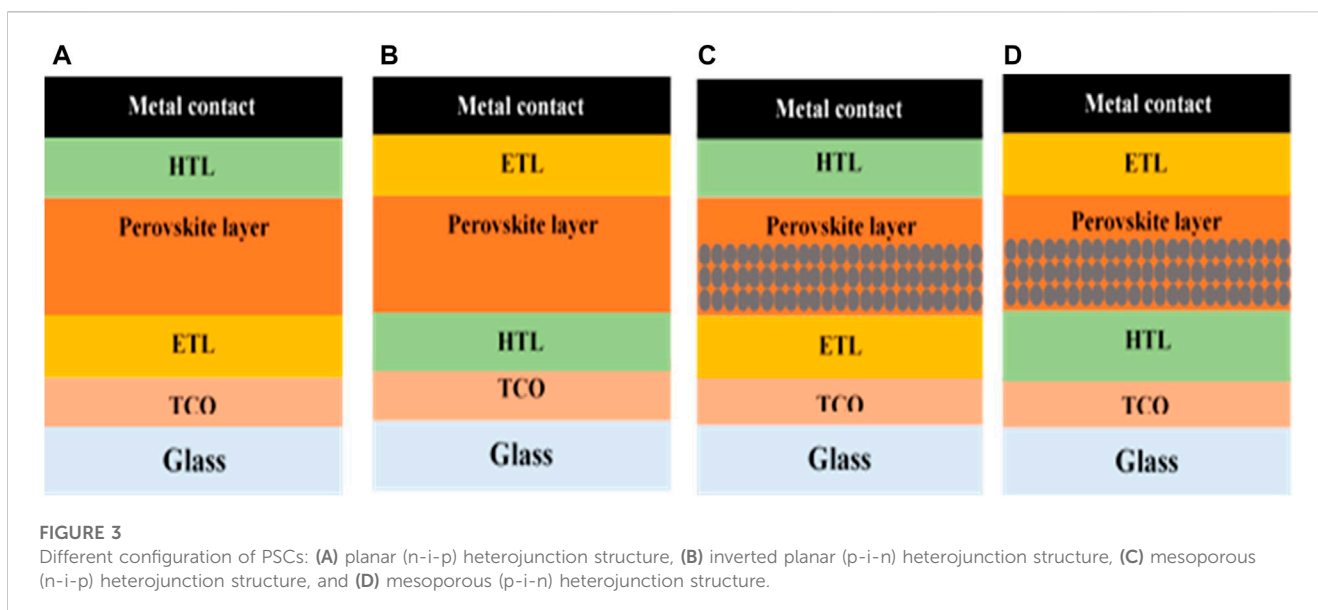 A
B
C
D
Metal contact
HTL
Perovskite layer
ETL
TCO
Glass
Metal contact
ETL
Perovskite layer
HTL
TCO
Glass
Metal contact
HTL
Perovskite layer
ETL
TCO
Glass
Metal contact
ETL
Perovskite layer
HTL
TCO
Glass
FIGURE 3
Different configuration of PSCs: (A) planar (n-i-p) heterojunction structure, (B) inverted planar (p-i-n) heterojunction structure, (C) mesoporous
(n-i-p) heterojunction structure, and (D) mesoporous (p-i-n) heterojunction structure.